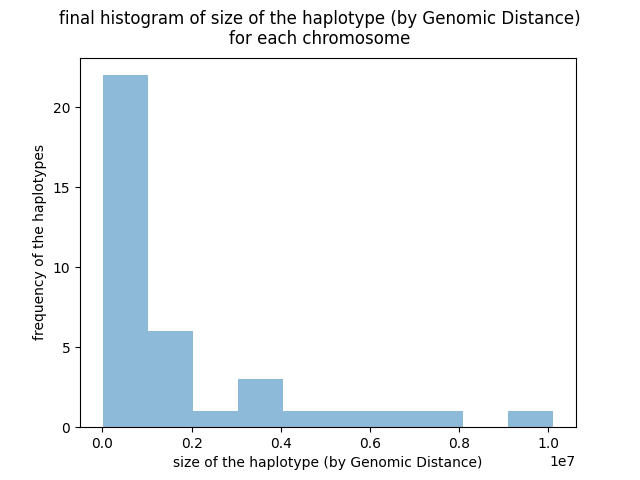 final histogram of size of the haplotype (by Genomic Distance)
for each chromosome
frequency of the haplotypes
20
15
10
5
0
0.0 0.2 0.4 0.6 0.8 1.0
1e7
size of the haplotype (by Genomic Distance)